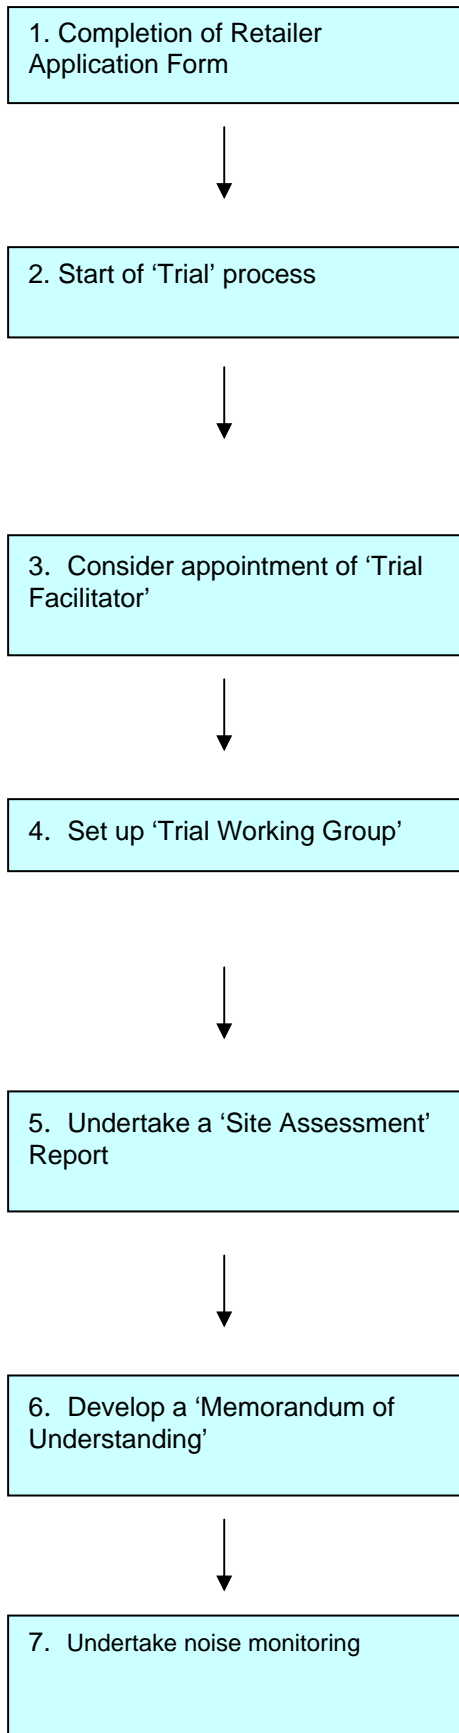 1. Completion of Retailer
Application Form
2. Start of ‘Trial’ process
3. Consider appointment of ‘Trial
Facilitator’
4. Set up ‘Trial Working Group’
5. Undertake a ‘Site Assessment’
Report
6. Develop a ‘Memorandum of
Understanding’
7. Undertake noise monitoring